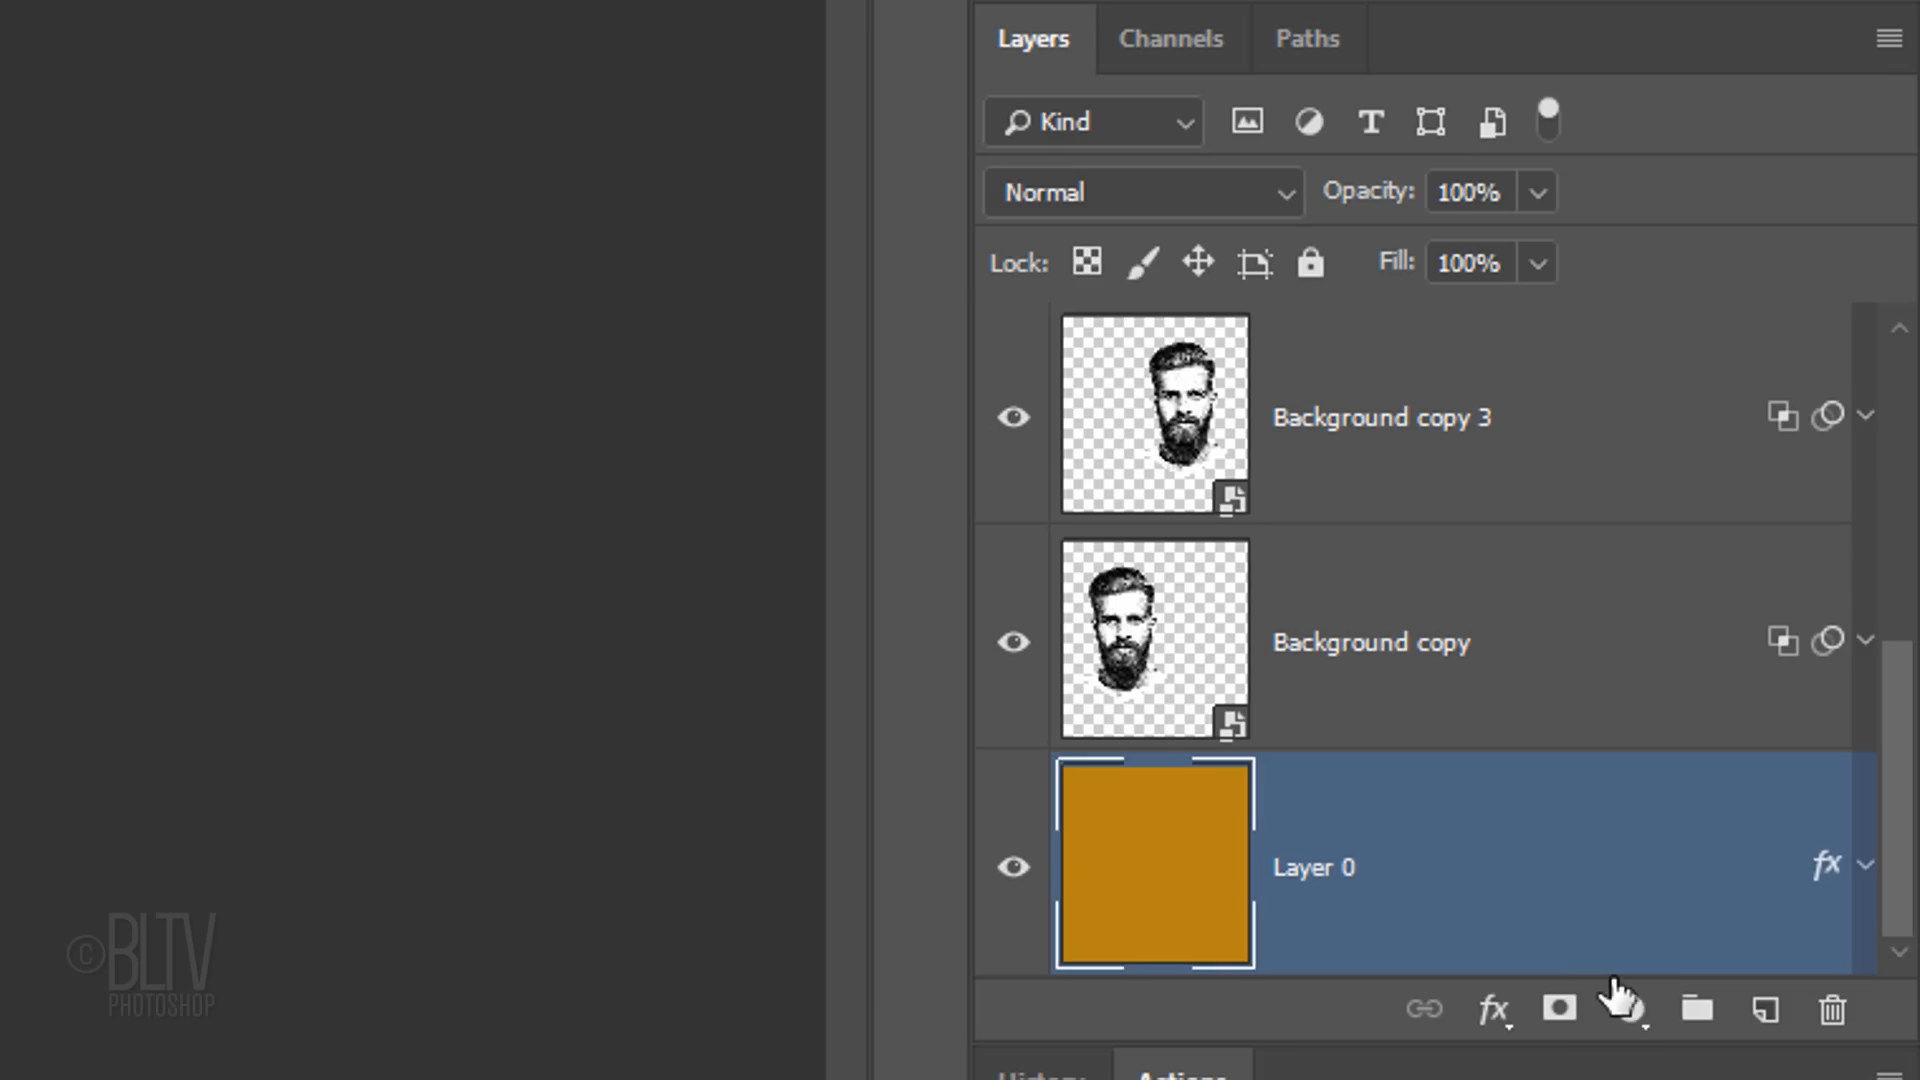 Layers Channels Paths
Kind
Normal Opacity: 100%
Lock: Fill: 100%
Background copy 3
Background copy
Layer 0 fx
fx
© BLTV
PHOTOSHOP
History Actions